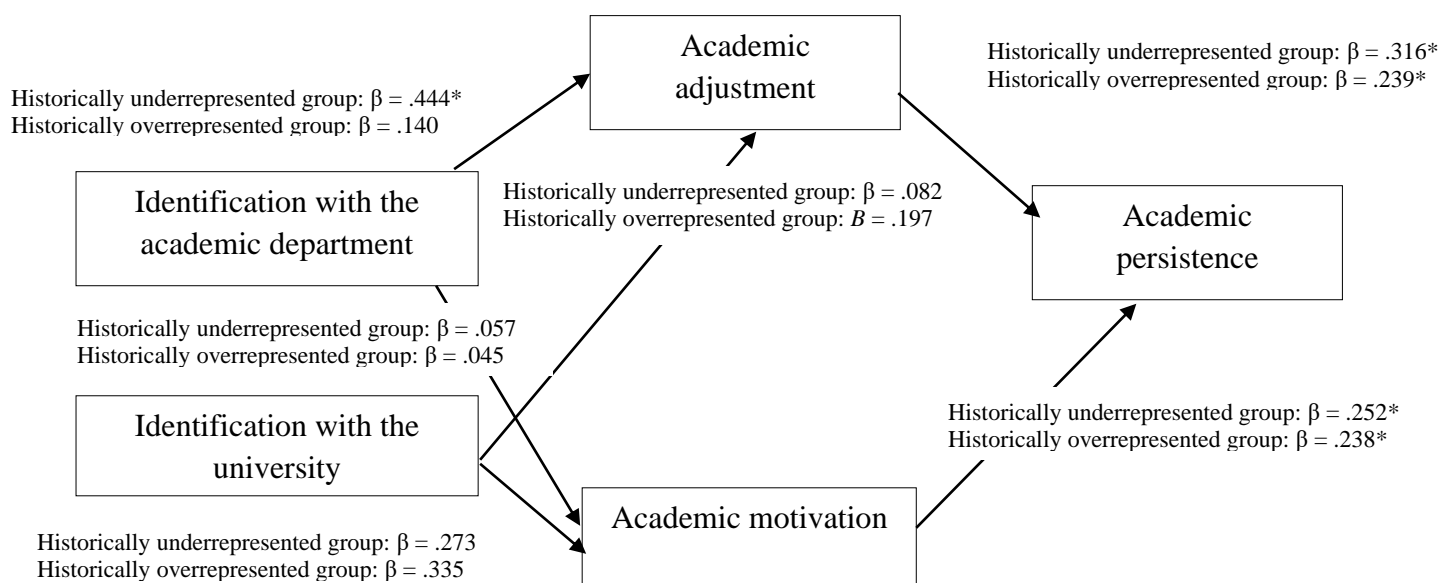 Academic
adjustment
Historically underrepresented group: β = .316*
Historically overrepresented group: β = .239*
Historically underrepresented group: β = .444*
Historically overrepresented group: β = .140
Identification with the
academic department
Historically underrepresented group: β = .082
Historically overrepresented group: B = .197
Academic
persistence
Historically underrepresented group: β = .057
Historically overrepresented group: β = .045
Identification with the
university
Historically underrepresented group: β = .252*
Historically overrepresented group: β = .238*
Academic motivation
Historically underrepresented group: β = .273
Historically overrepresented group: β = .335